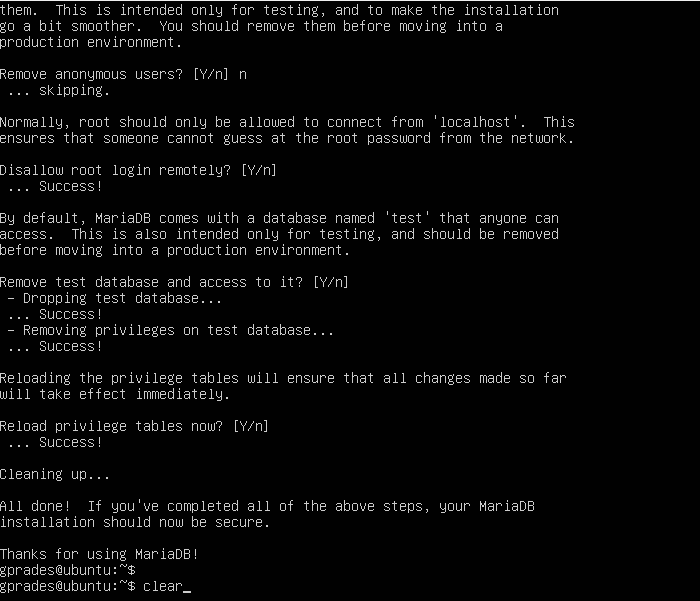 them.  This is intended only for testing, and to make the installation
go a bit smoother.  You should remove them before moving into a
production environment.
Remove anonymous users? [Y/n] n
 ... skipping.
Normally, root should only be allowed to connect from 'localhost'.  This
ensures that someone cannot guess at the root password from the network.
Disallow root login remotely? [Y/n]
 ... Success!
By default, MariaDB comes with a database named 'test' that anyone can
access.  This is also intended only for testing, and should be removed
before moving into a production environment.
Remove test database and access to it? [Y/n]
 - Dropping test database...
 ... Success!
 - Removing privileges on test database...
 ... Success!
Reloading the privilege tables will ensure that all changes made so far
will take effect immediately.
Reload privilege tables now? [Y/n]
 ... Success!
Cleaning up...
All done!  If you've completed all of the above steps, your MariaDB
installation should now be secure.
Thanks for using MariaDB!
gprades@ubuntu:~$
gprades@ubuntu:~$ clear_